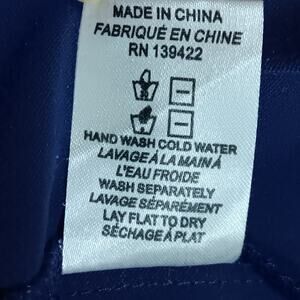 MADE IN CHINA
FABRIQUÉ EN CHINE
RN 139422
HAND WASH COLD WATER
LAVAGE À LA MAIN À
L'EAU FROIDE
WASH SEPARATELY
LAVAGE SÉPARÉMENT
LAY FLAT TO DRY
SÉCHAGE À PLAT